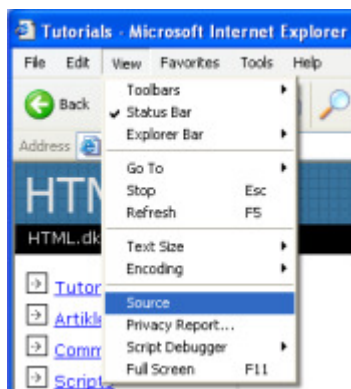 Tutorials - Microsoft Internet Explorer
File Edit View Favorites Tools Help
Back
Address
Toolbars
Status Bar
Explorer Bar
Go To
Stop Esc
Refresh F5
Text Size
Encoding
Source
Privacy Report...
Script Debugger
Full Screen F11
HTM
HTML.dk
Tutor
Artikle
Comm
Scripts